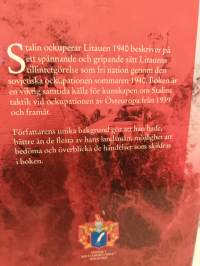 Stalin ockuperar Litauen 1940 beskriver på
ett spännande och gripande sätt Litauens
tillintetgörelse som fri nation genom den
sovjetiska ockupationen sommaren 1940. Boken är
en viktig samtida källa för kunskapen om Stalins
taktik vid ockupationen av Östeuropa från 1939
och framåt.
Författarens unika bakgrund gör att han hade,
bättre än de flesta av hans landsmän, möjlighet att
bedöma och överblicka de händelser som skildras
i boken.